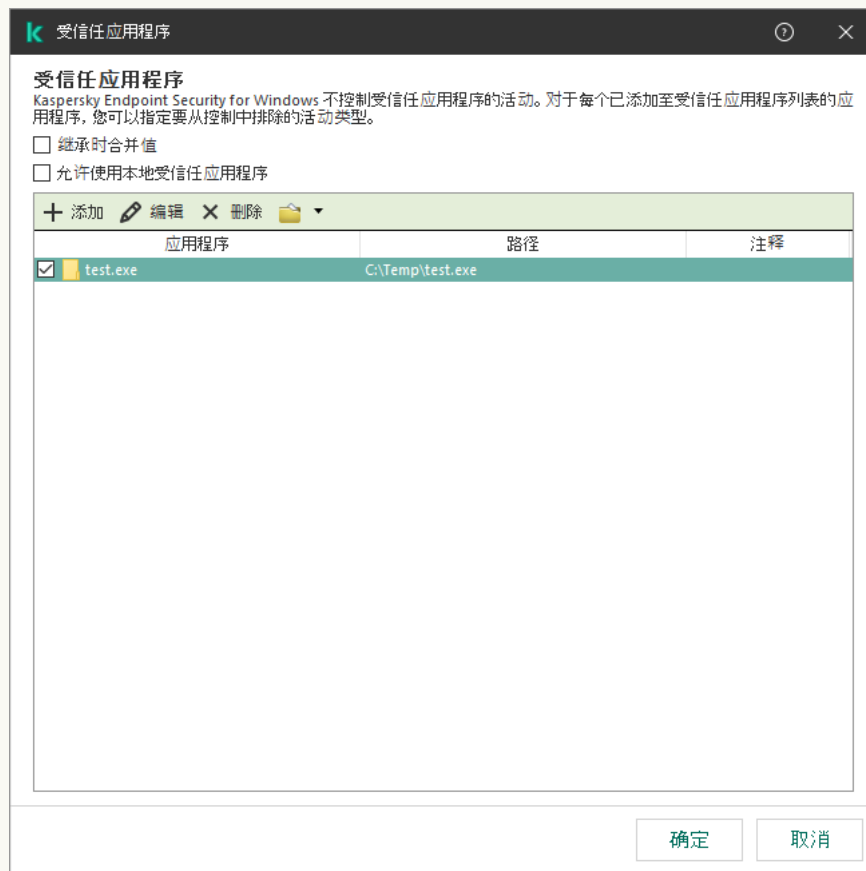 受信任应用程序
受信任应用程序
Kaspersky Endpoint Security for Windows 不控制受信任应用程序的活动。对于每个已添加至受信任应用程序列表的应
用程序, 您可以指定要从控制中排除的活动类型。
继承时合并值
允许使用本地受信任应用程序
添加 编辑 删除
应用程序 路径 注释
test.exe C:\Temp\test.exe
确定 取消